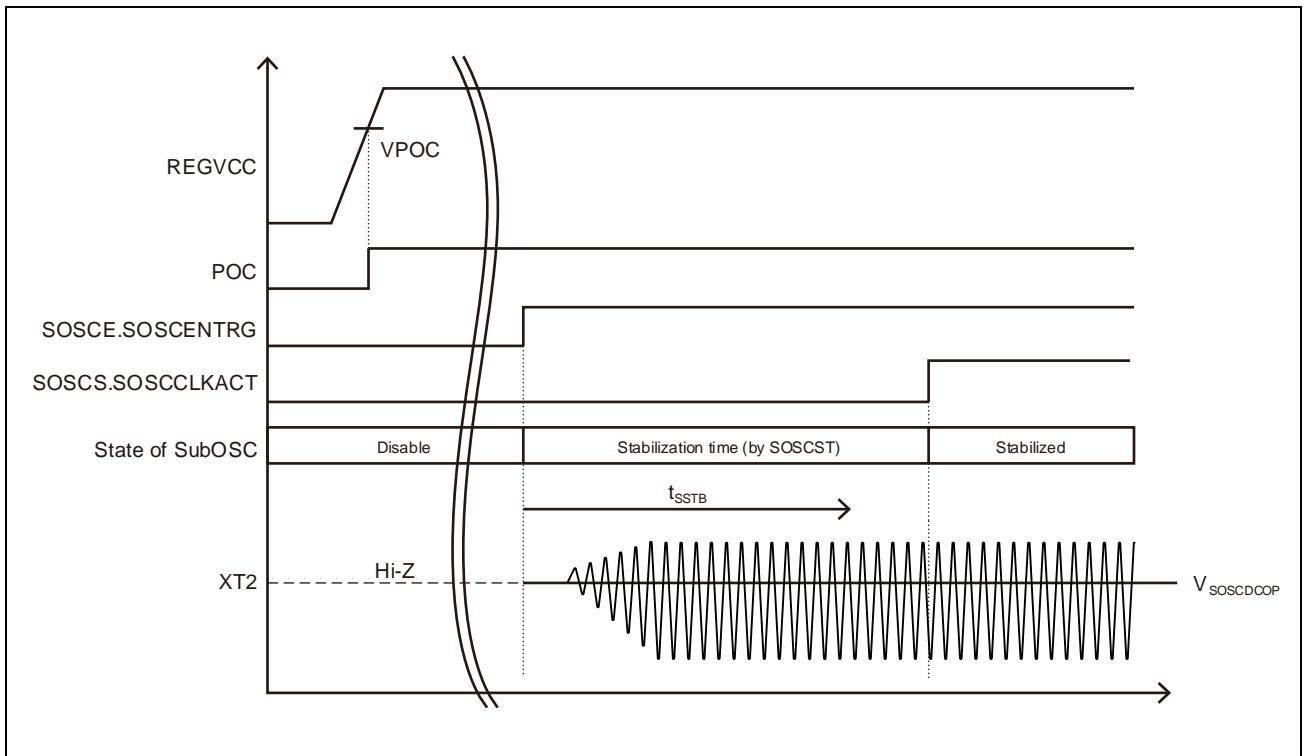 VPOC
REGVCC
POC
SOSCE.SOSCENTRG
SOSCS.SOSCCLKACT
State of SubOSC Disable Stabilization time (by SOSCST) Stabilized
tSSTB
Hi-Z
XT2
VSOSCDCOP